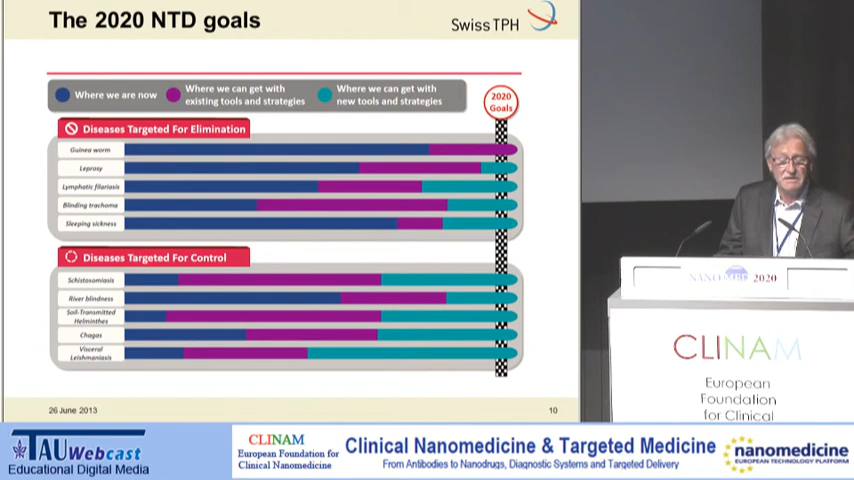 The 2020 NTD goals
Swiss TPH
Where we are now
Where we can get with
existing tools and strategies
Where we can get with
new tools and strategies
2020
Goals
Diseases Targeted For Elimination
Guinea worm
Leprosy
Lymphatic filariasis
Blinding trachoma
Sleeping sickness
Diseases Targeted For Control
Schistosomiasis
River blindness
Soil-Transmitted
Helminthes
Chagas
Visceral
Leishmaniasis
26 June 2013
10
NANOMED 2020
CLINAM
European
Foundation
for Clinical
TAU Webcast
Educational Digital Media
CLINAM
European Foundation for
Clinical Nanomedicine
Clinical Nanomedicine & Targeted Medicine
From Antibodies to Nanodrugs, Diagnostic Systems and Targeted Delivery
nanomedicine
EUROPEAN TECHNOLOGY PLATFORM